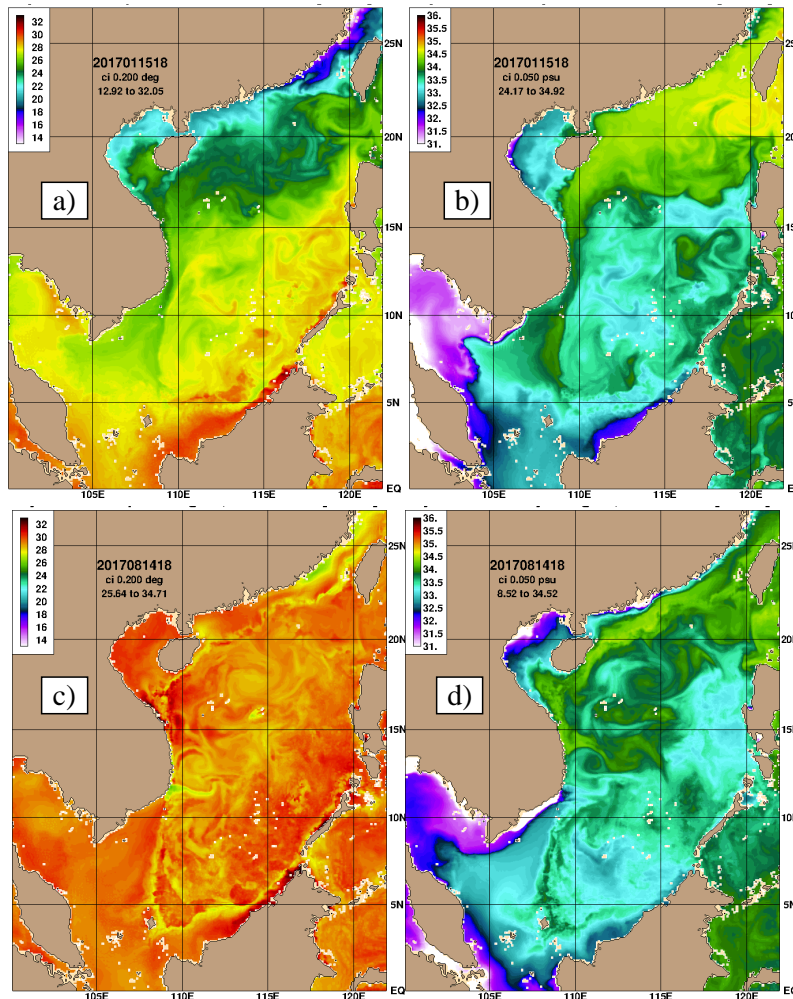 32
30
28
26
24
22
20
18
16
14
2017011518
ci 0.200 deg
12.92 to 32.05
a)
105E
110E
115E
120E
36.
35.5
35.
34.5
34.
33.5
33.
32.5
32.
31.5
31.
2017011518
ci 0.050 psu
24.17 to 34.92
b)
25N
20N
15N
10N
5N
EQ
105E
110E
115E
120E
EQ
32
30
28
26
24
22
20
18
16
14
2017081418
ci 0.200 deg
25.64 to 34.71
c)
25N
20N
15N
10N
5N
EQ
105E
110E
115E
120E
36.
35.5
35.
34.5
34.
33.5
33.
32.5
32.
31.5
31.
2017081418
ci 0.050 psu
8.52 to 34.52
d)
105E
110E
115E
120E